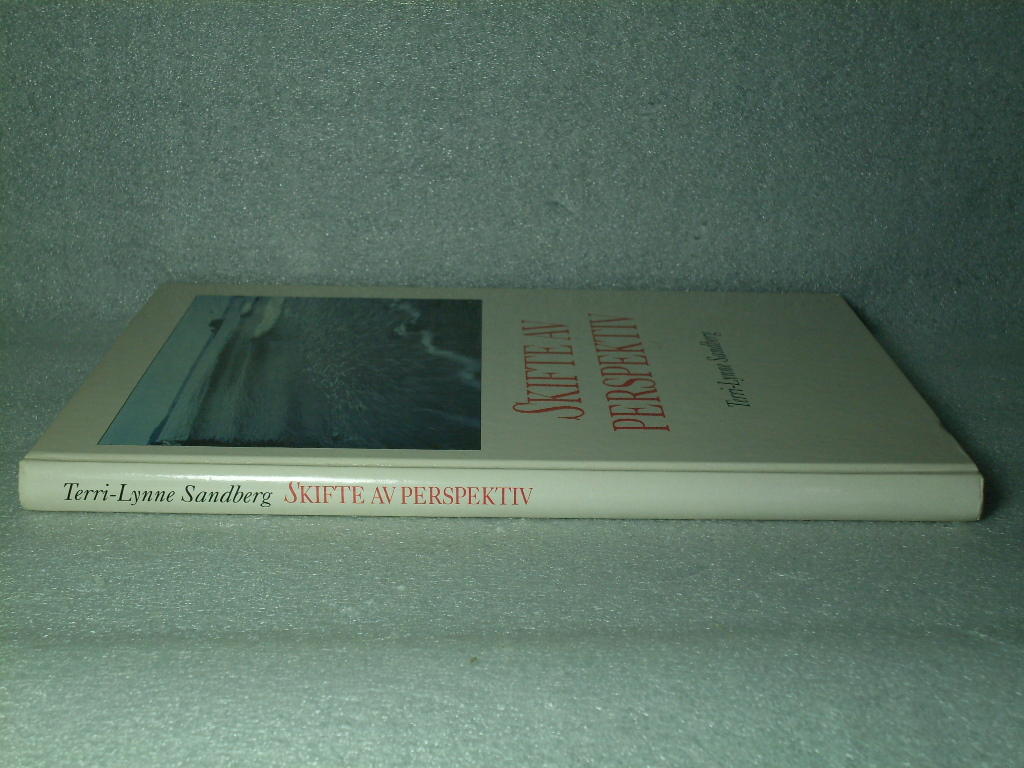 SKIFTE AV
PERSPEKTIV
Terri-Lynne Sandberg
Terri-Lynne Sandberg SKIFTE AV PERSPEKTIV